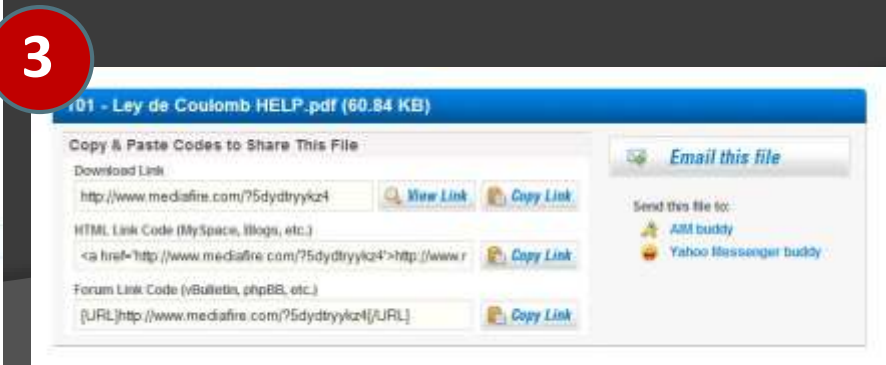 3
101 - Ley de Coulomb HELP.pdf (60.84 KB)
Copy & Paste Codes to Share This File
Download Link
http://www.mediafire.com/?5dydtryykz4 View Link Copy Link
HTML Link Code (MySpace, Blogs, etc.)
<a href='http://www.mediafire.com/?5dydtryykz4'>http://www.r Copy Link
Forum Link Code (vBulletin, phpBB, etc.)
[URL]http://www.mediafire.com/?5dydtryykz4[/URL] Copy Link
Email this file
Send this file to:
AIM buddy
Yahoo Messenger buddy